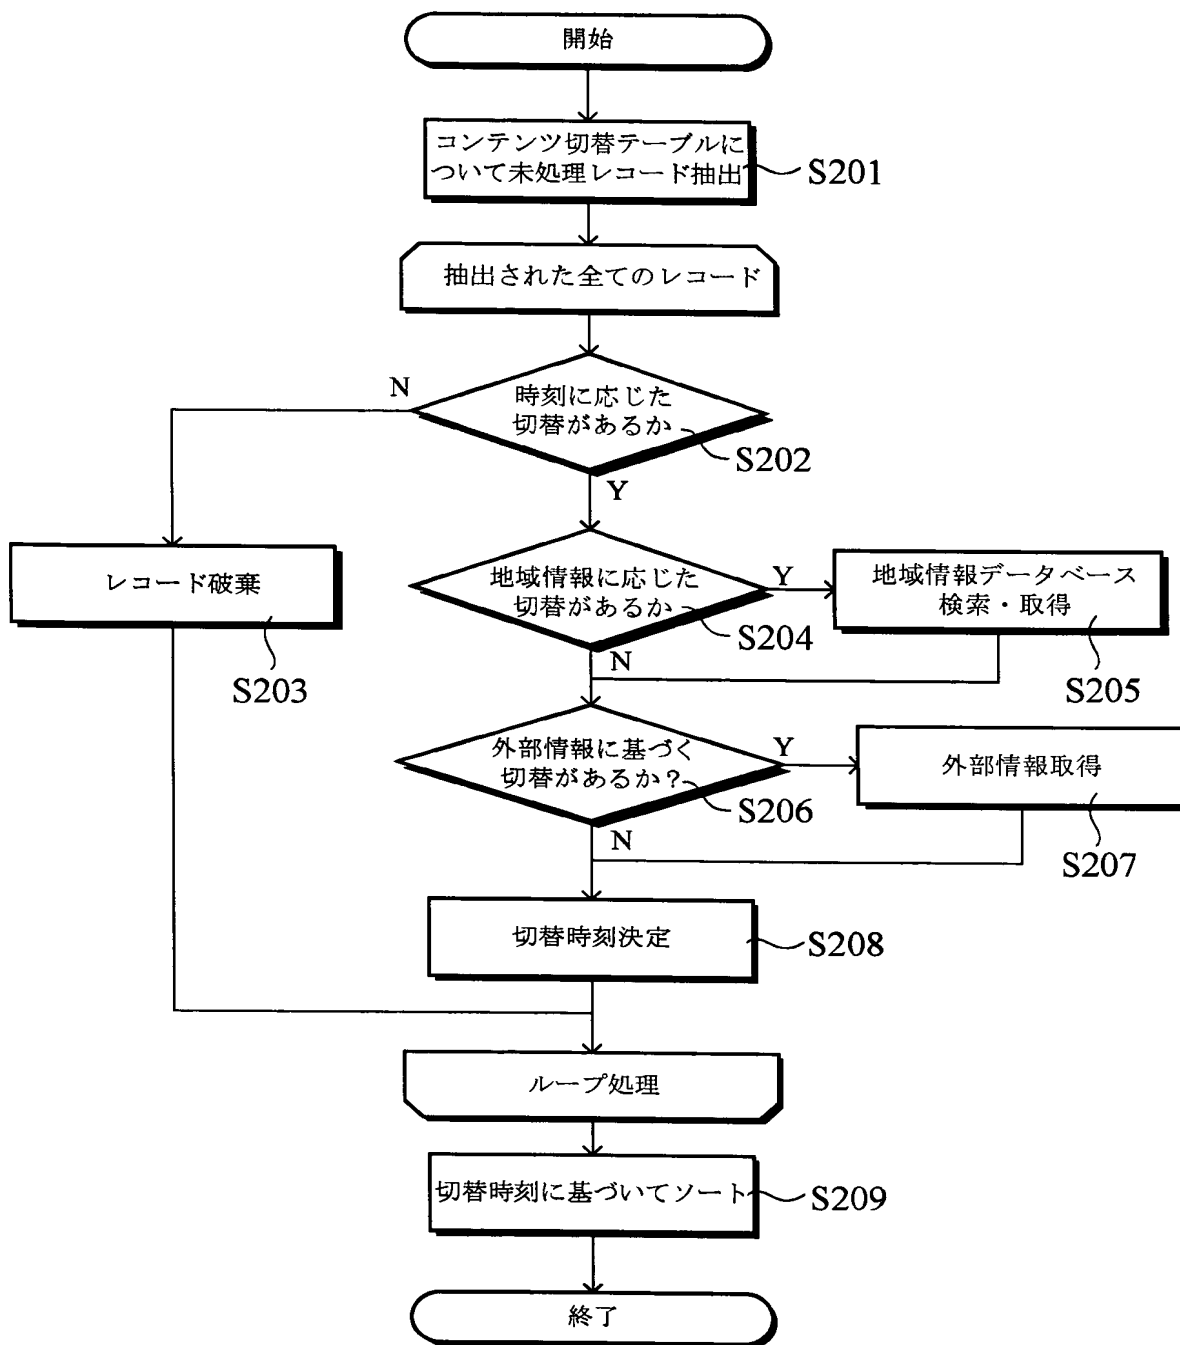 開始
コンテンツ切替テーブルに
ついて未処理レコード抽出
S201
抽出された全てのレコード
N
時刻に応じた
切替があるか
S202
Y
レコード破棄
S203
地域情報に応じた
切替があるか
S204
Y
地域情報データベース
検索・取得
S205
N
外部情報に基づく
切替があるか？
S206
Y
外部情報取得
S207
N
切替時刻決定
S208
ループ処理
切替時刻に基づいてソート
S209
終了